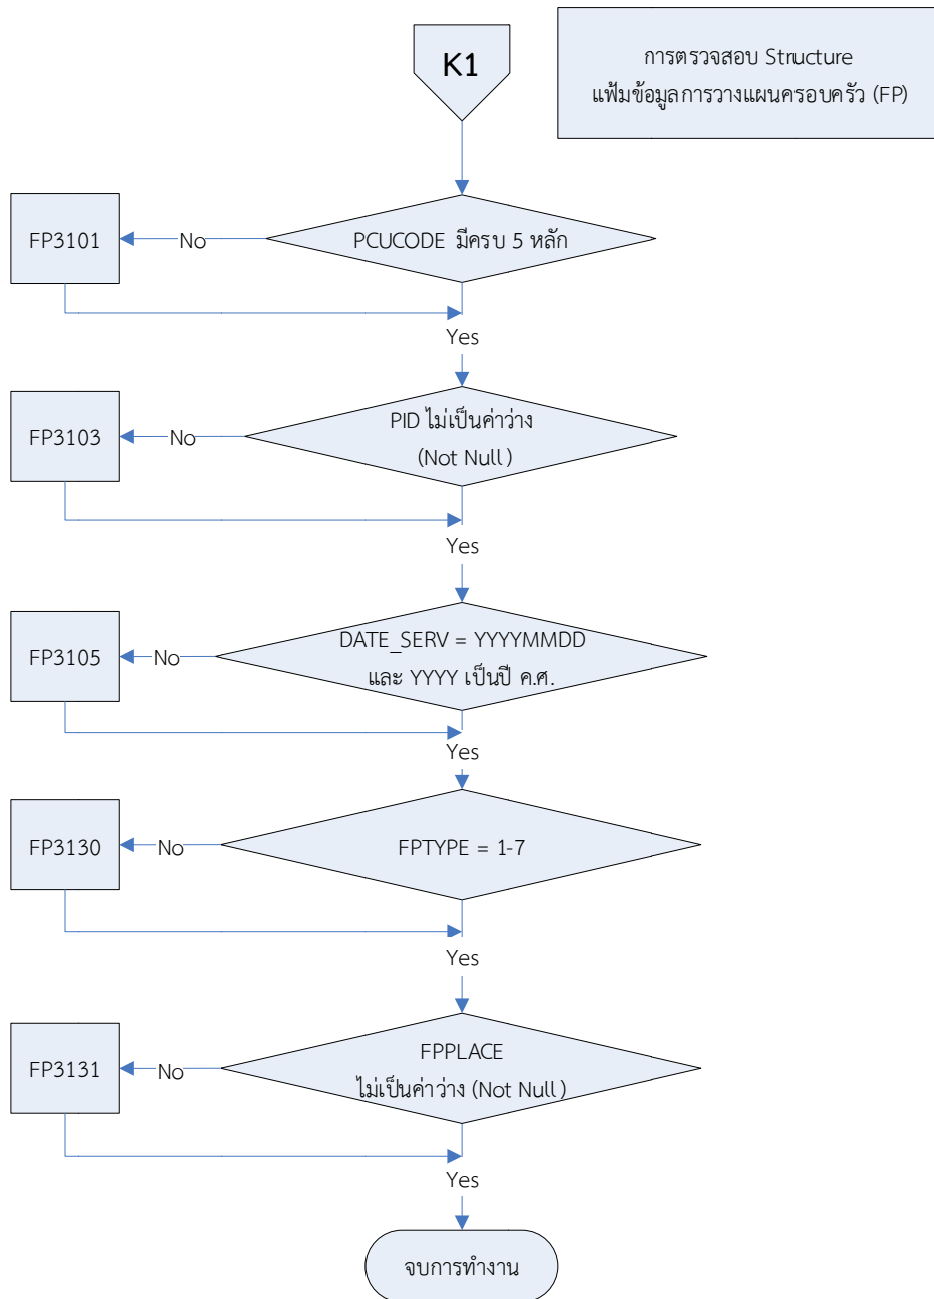 K1
การตรวจสอบ Structure
แฟ้มข้อมูลการวางแผนครอบครัว (FP)
PCUCODE มีครบ 5 หลัก
No
FP3101
Yes
PID ไม่เป็นค่าว่าง
(Not Null)
No
FP3103
Yes
DATE_SERV = YYYYMMDD
และ YYYY เป็นปี ค.ศ.
No
FP3105
Yes
FPTYPE = 1-7
No
FP3130
Yes
FPPLACE
ไม่เป็นค่าว่าง (Not Null)
No
FP3131
Yes
จบการทำงาน